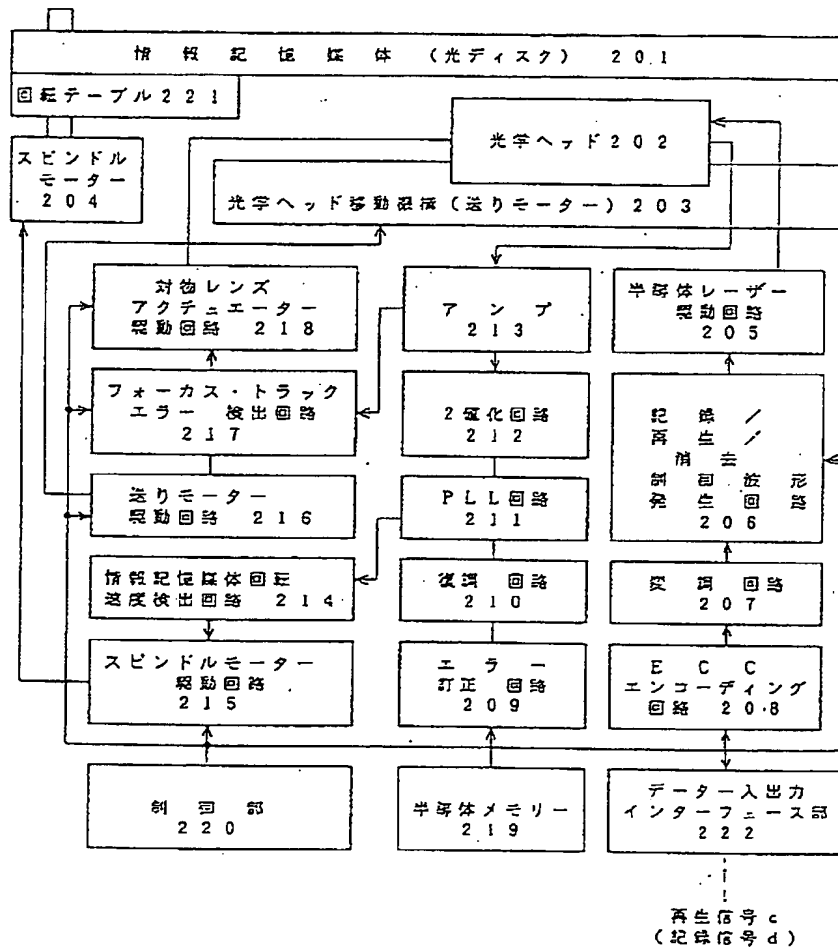 情報記憶媒体(光ディスク)201
回転テーブル221
光学ヘッド202
スピンドル
モーター
204
光学ヘッド移動機構(送りモーター)203
対物レンズ
アクチュエーター
駆動回路 218
アンプ
213
半導体レーザー
駆動回路
205
フォーカス・トラック
エラー 検出回路
217
2値化回路
212
記録/
再生/
消去
制御波形
発生回路
206
送りモーター
駆動回路 216
PLL回路
211
情報記憶媒体回転
速度検出回路 214
復調 回路
210
変調 回路
207
スピンドルモーター
駆動回路
215
エラー
訂正 回路
209
ECC
エンコーディング
回路 208
制御部
220
半導体メモリー
219
データー入出力
インターフェース部
222
再生信号c
(記録信号d)